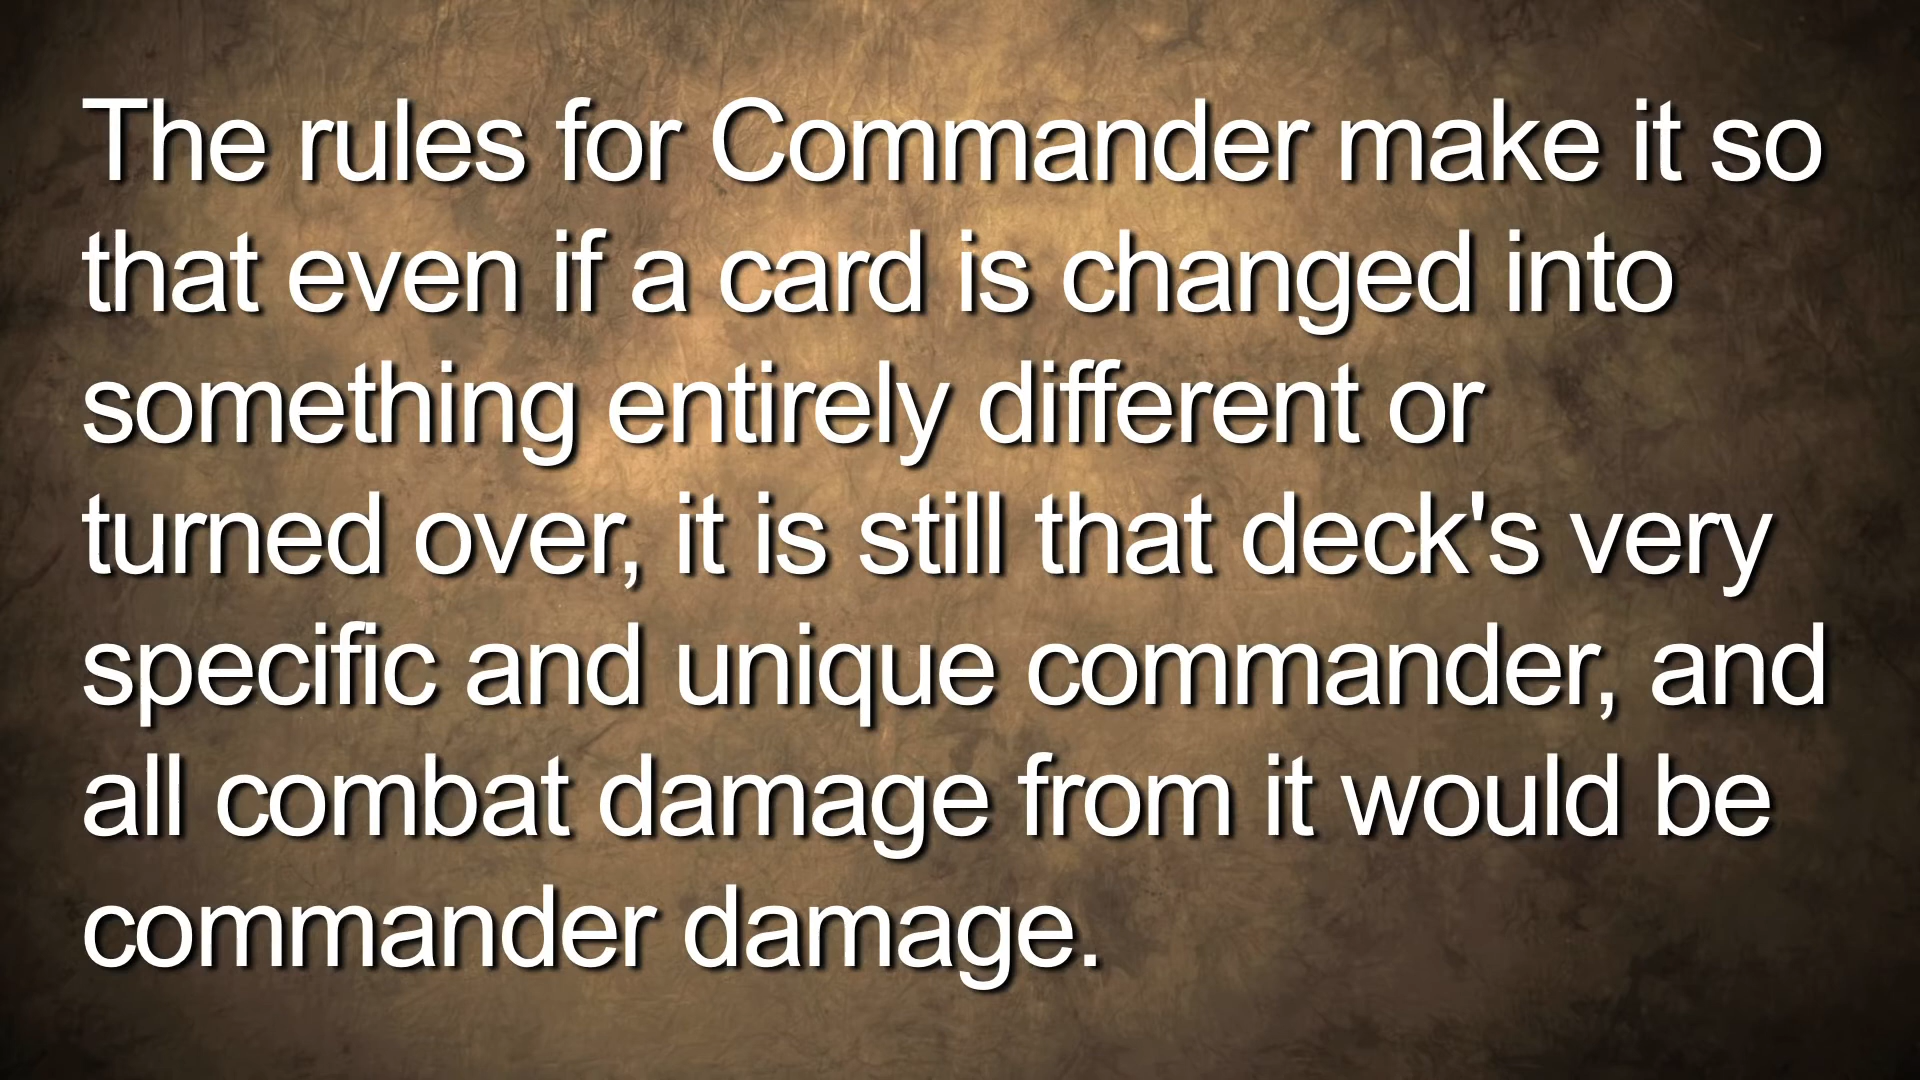 The rules for Commander make it so
that even if a card is changed into
something entirely different or
turned over, it is still that deck's very
specific and unique commander, and
all combat damage from it would be
commander damage.